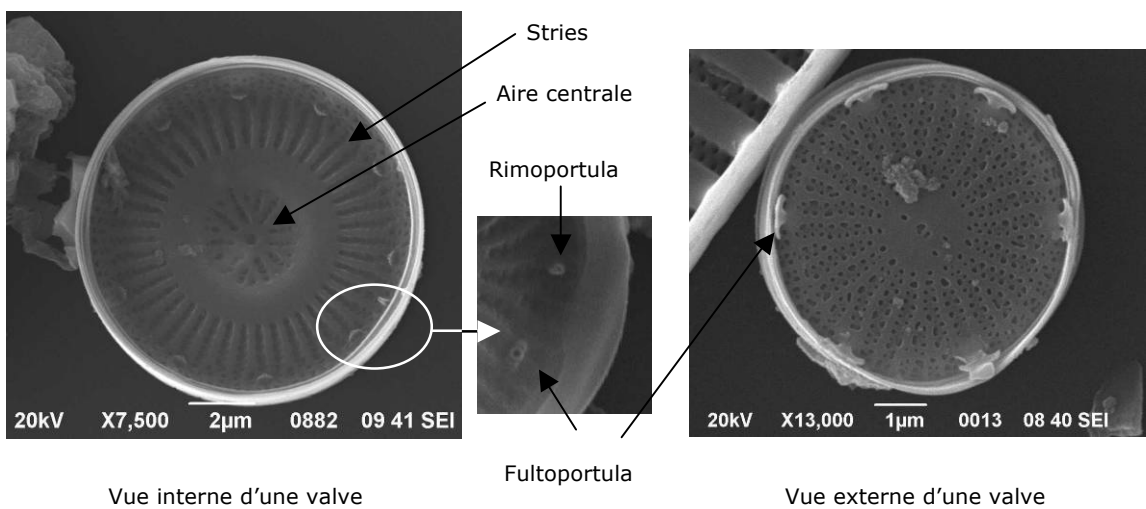 Stries
Aire centrale
Rimoportula
20kV X7,500 2µm 0882 09 41 SEI
20kV X13,000 1µm 0013 08 40 SEI
Fultoportula
Vue interne d’une valve
Vue externe d’une valve